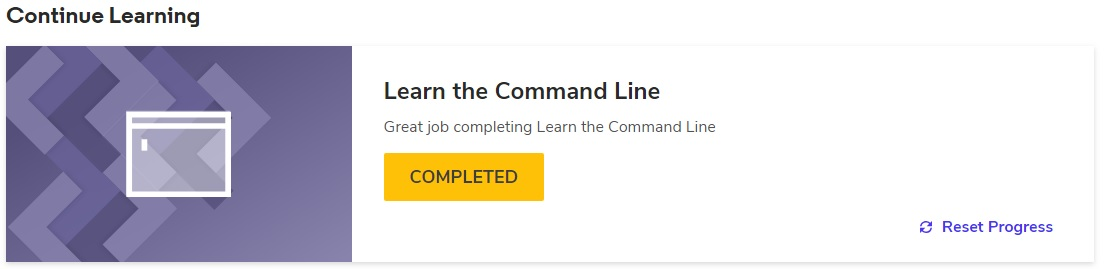 Continue Learning
Learn the Command Line
Great job completing Learn the Command Line
COMPLETED
Reset Progress